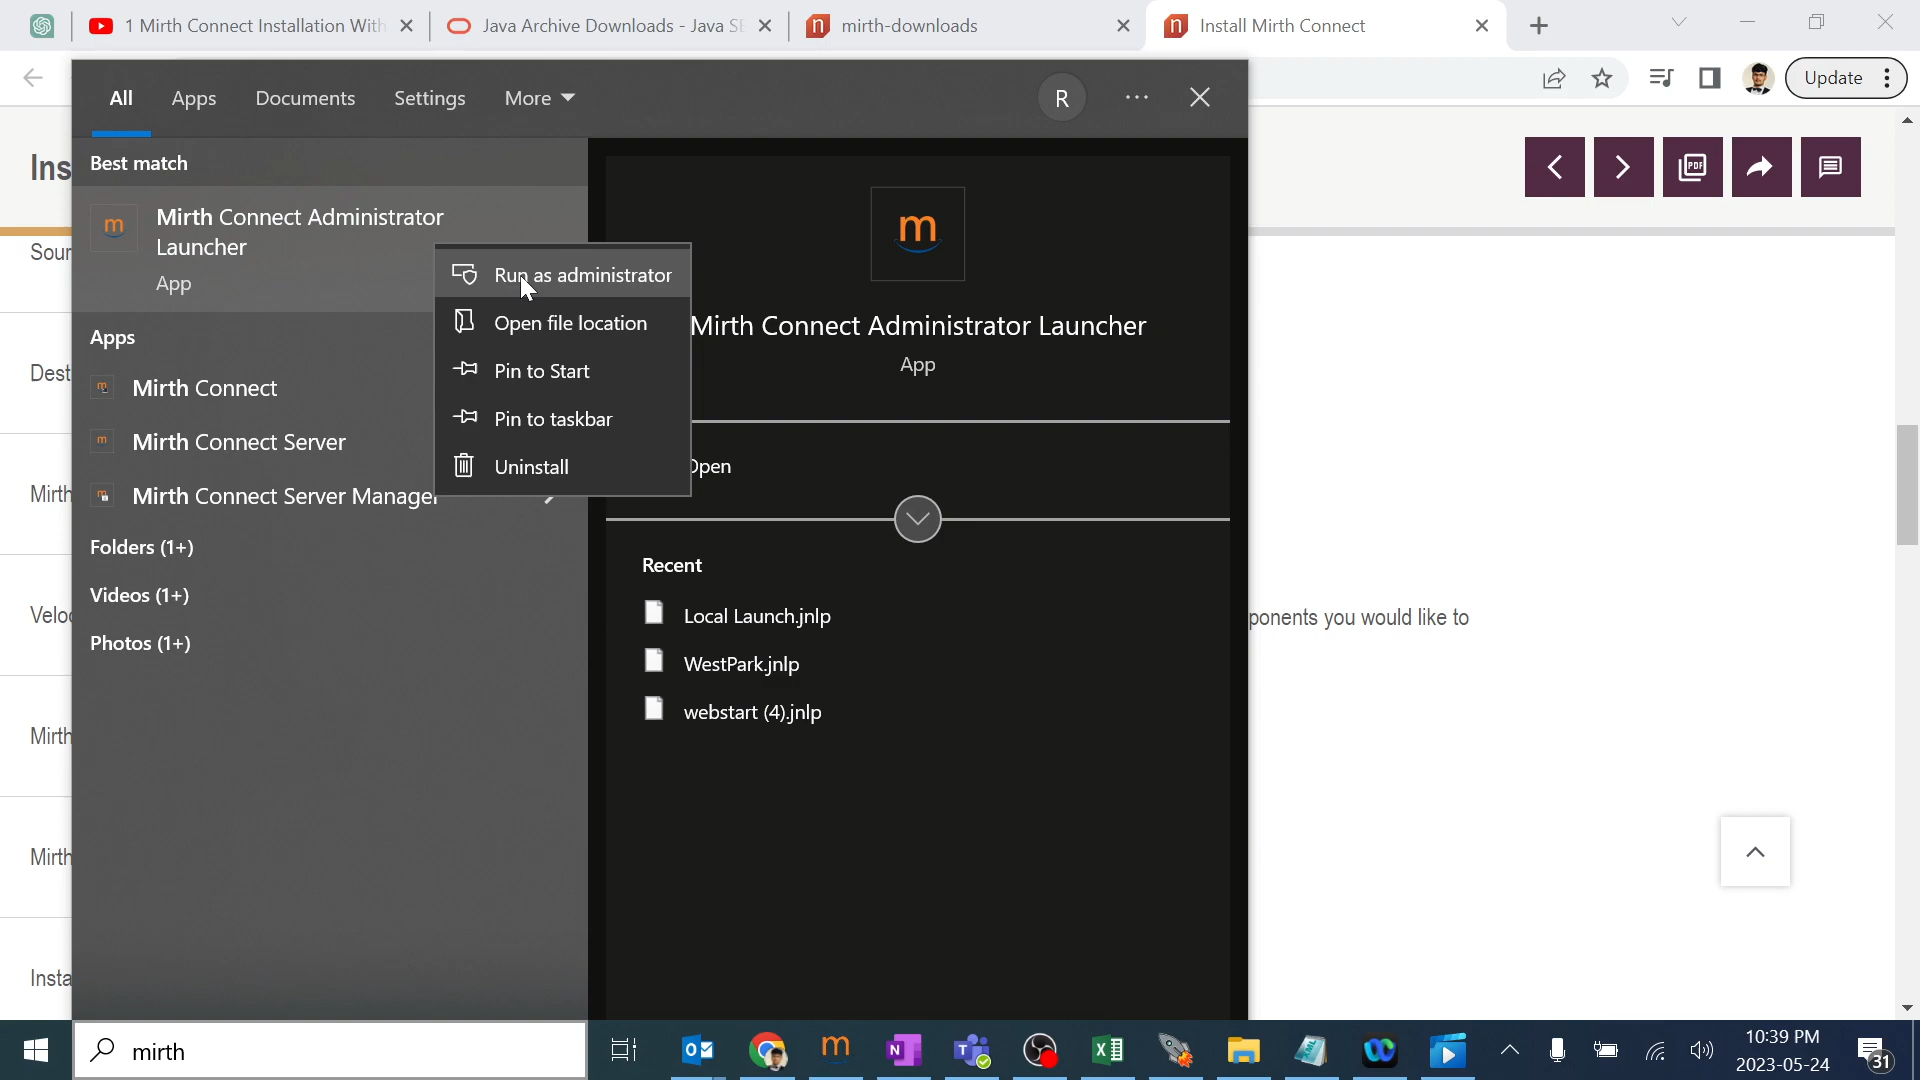 1 Mirth Connect Installation With
Java Archive Downloads - Java SE
mirth-downloads
Install Mirth Connect
Update
All
Apps
Documents
Settings
More
R
Ins
Best match
Mirth Connect Administrator
Launcher
App
Run as administrator
Open file location
Pin to Start
Pin to taskbar
Uninstall
Apps
Mirth Connect
Mirth Connect Server
Mirth Connect Server Manager
Folders (1+)
Videos (1+)
Photos (1+)
m
Mirth Connect Administrator Launcher
App
Open
Recent
Local Launch.jnlp
WestPark.jnlp
webstart (4).jnlp
PDF
Sour
Dest
Mirth
Velo
Mirth
Mirth
Insta
ponents you would like to
mirth
10:39 PM
2023-05-24
31